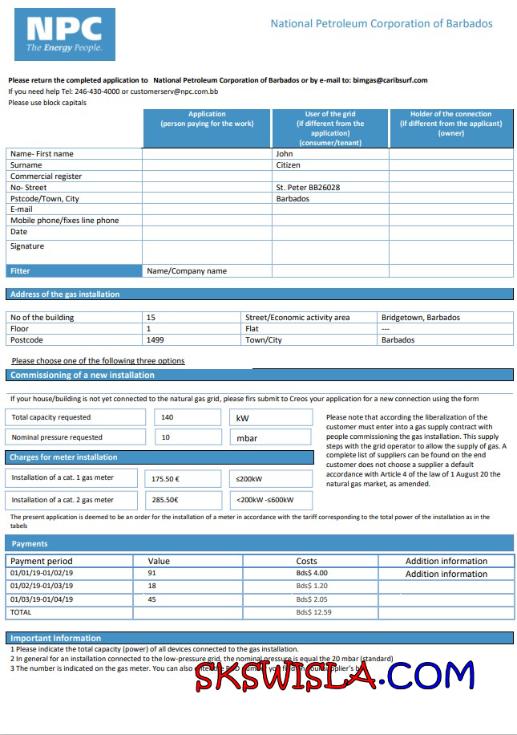 NPC
The Energy People.
National Petroleum Corporation of Barbados
Please return the completed application to National Petroleum Corporation of Barbados or by e-mail to: bimgas@caribsurf.com
If you need help Tel: 246-430-4000 or customerserv@npc.com.bb
Please use block capitals
Application (person paying for the work) User of the grid (if different from the application) (consumer/tenant) Holder of the connection (if different from the applicant) (owner)
Name- First name John
Surname Citizen
Commercial register
No- Street St. Peter BB26028
Pstcode/Town, City Barbados
E-mail
Mobile phone/fixes line phone
Date
Signature
Fitter Name/Company name
Address of the gas installation
No of the building 15 Street/Economic activity area Bridgetown, Barbados
Floor 1 Flat ---
Postcode 1499 Town/City Barbados
Please choose one of the following three options
Commissioning of a new installation
If your house/building is not yet connected to the natural gas grid, please firs submit to Creos your application for a new connection using the form
Total capacity requested 140 kW
Nominal pressure requested 10 mbar
Please note that according the liberalization of the
customer must enter into a gas supply contract with
people commissioning the gas installation. This supply
steps with the grid operator to allow the supply of gas. A
complete list of suppliers can be found on the end
customer does not choose a supplier a default
accordance with Article 4 of the law of 1 August 20 the
natural gas market, as amended.
Charges for meter installation
Installation of a cat. 1 gas meter 175.50 € ≤200kW
Installation of a cat. 2 gas meter 285.50€ <200kW -≤600kW
The present application is deemed to be an order for the installation of a meter in accordance with the tariff corresponding to the total power of the installation as in the
tabels
Payments
Payment period Value Costs Addition information
01/01/19-01/02/19 91 Bds$ 4.00 Addition information
01/02/19-01/03/19 18 Bds$ 1.20
01/03/19-01/04/19 45 Bds$ 2.05
TOTAL Bds$ 12.59
Important information
1 Please indicate the total capacity (power) of all devices connected to the gas installation.
2 In general for an installation connected to the low-pressure grid, the nominal pressure is equal the 20 mbar (standard)
3 The number is indicated on the gas meter. You can also
SKSWISLA.COM